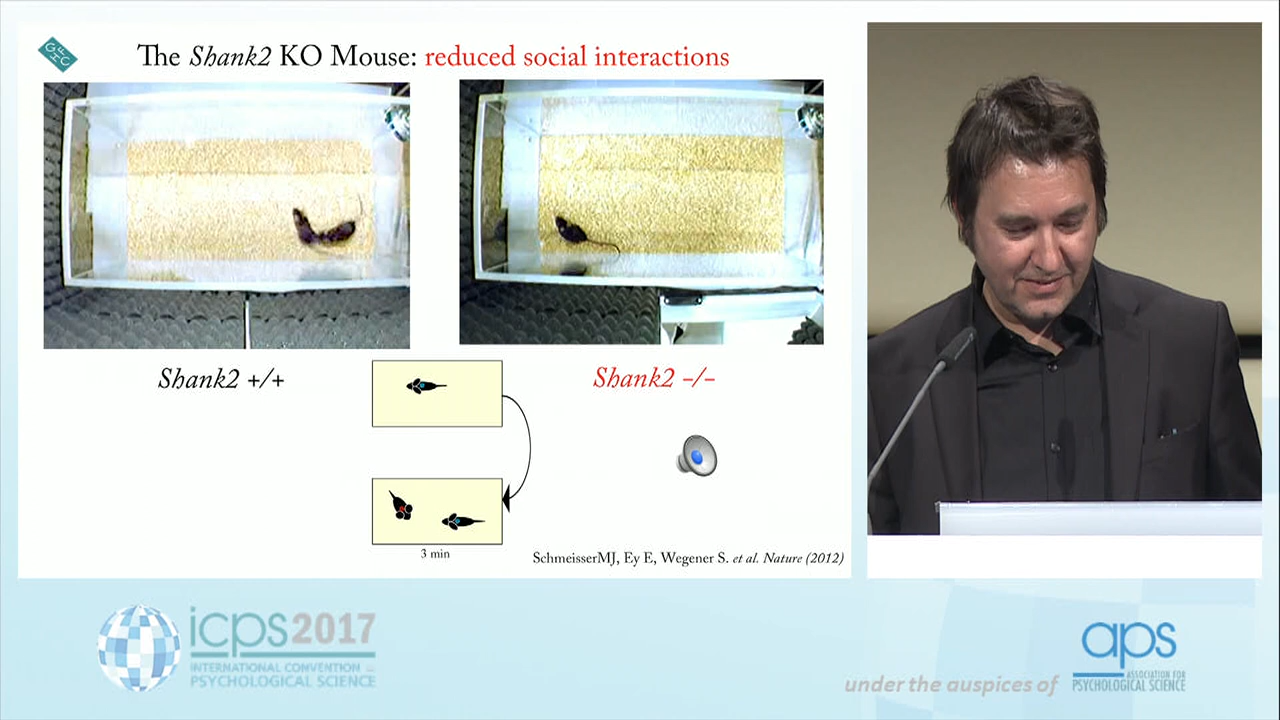 GHFC
The Shank2 KO Mouse: reduced social interactions
Shank2 +/+
Shank2 -/-
3 min
SchmeisserMJ, Ey E, Wegener S. et al. Nature (2012)
icps2017
INTERNATIONAL CONVENTION OF
PSYCHOLOGICAL SCIENCE
under the auspices of
aps
ASSOCIATION FOR
PSYCHOLOGICAL SCIENCE